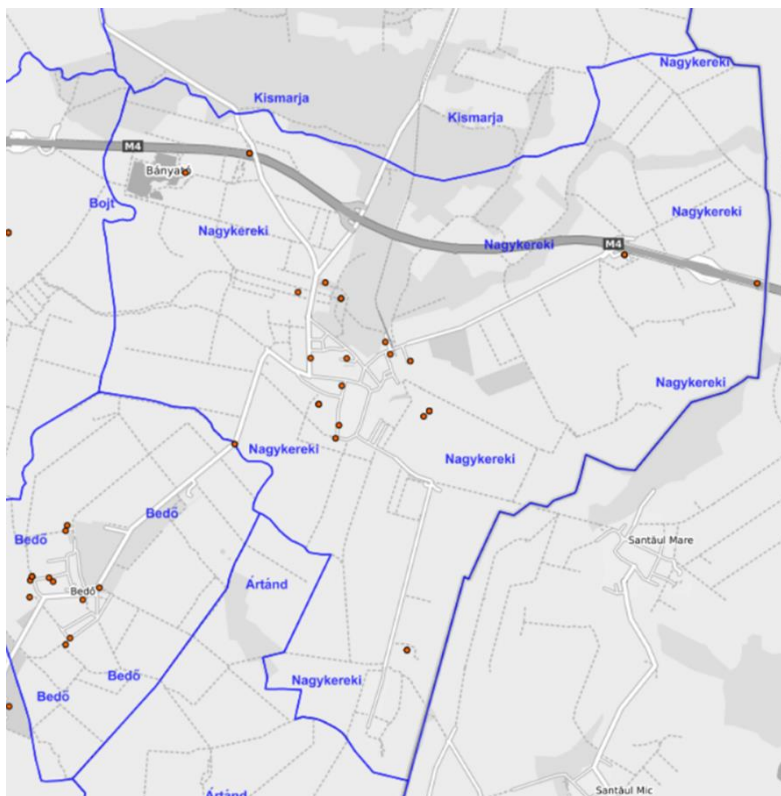 Nagykereki
Kismarja
Kismarja
M4
Bányató
Bojt
Nagykereki
Nagykereki
Nagykereki
M4
Nagykereki
Nagykereki
Nagykereki
Bedő
Bedő
Santăul Mare
Ártánd
Bedő
Nagykereki
Bedő
Bedő
Santăul Mic
Ártánd